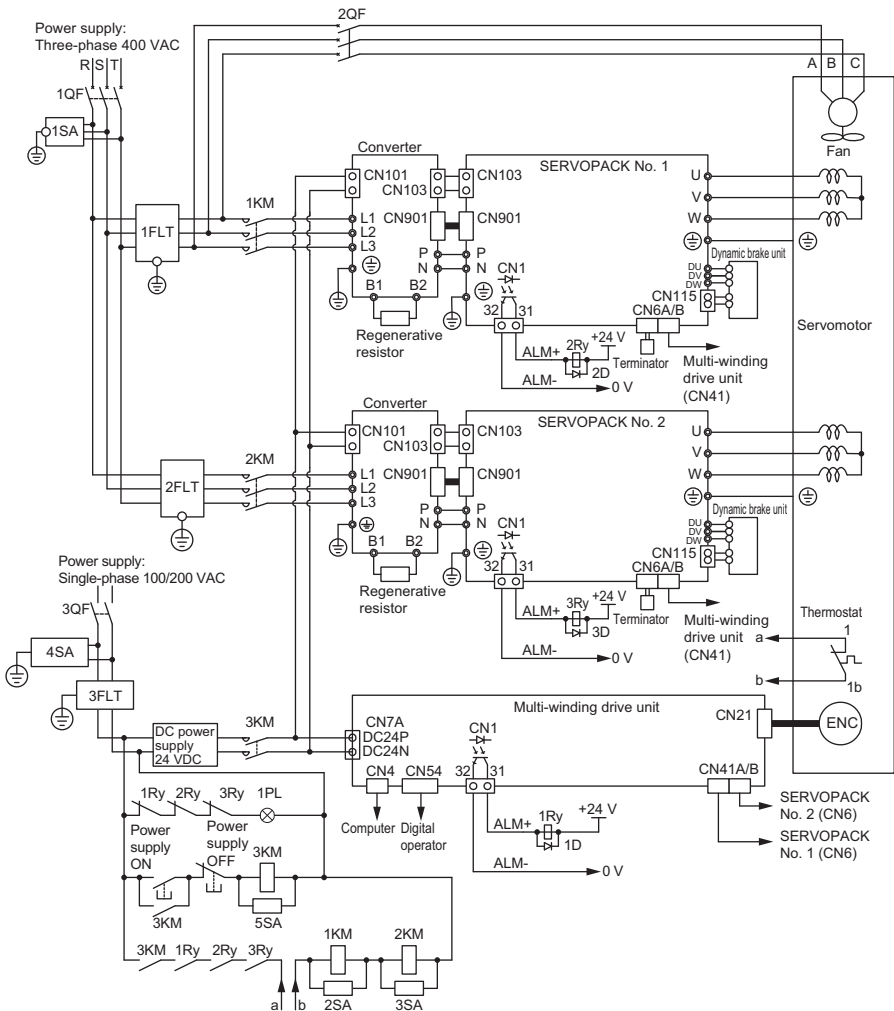 2QF
Power supply:
Three-phase 400 VAC
R S T
A B C
1QF
1SA
Fan
Converter
SERVOPACK No. 1
CN101
CN103
CN103
U
V
W
1KM
1FLT
L1
L2
L3
CN901
CN901
P
N
P
N
CN1
Dynamic brake unit
DU
DV
DW
B1
B2
32
31
CN115
CN6A/B
Servomotor
Regenerative
resistor
ALM+
2Ry
+24 V
2D
Terminator
Multi-winding
drive unit
(CN41)
ALM-
0 V
Converter
SERVOPACK No. 2
CN101
CN103
CN103
U
V
W
2KM
2FLT
L1
L2
L3
CN901
CN901
P
N
P
N
CN1
Dynamic brake unit
DU
DV
DW
B1
B2
32
31
CN115
CN6A/B
Power supply:
Single-phase 100/200 VAC
Regenerative
resistor
3QF
ALM+
3Ry
+24 V
3D
Terminator
Multi-winding
drive unit
(CN41)
Thermostat
a
1
4SA
ALM-
0 V
b
1b
3FLT
DC power
supply
24 VDC
3KM
CN7A
DC24P
DC24N
Multi-winding drive unit
CN1
CN21
ENC
CN4
CN54
32
31
CN41A/B
1Ry
2Ry
3Ry
1PL
Computer
Digital
operator
ALM+
1Ry
+24 V
1D
SERVOPACK
No. 2 (CN6)
SERVOPACK
No. 1 (CN6)
Power
supply
ON
Power
supply
OFF
3KM
ALM-
0 V
3KM
5SA
3KM
1Ry
2Ry
3Ry
1KM
2KM
a
b
2SA
3SA